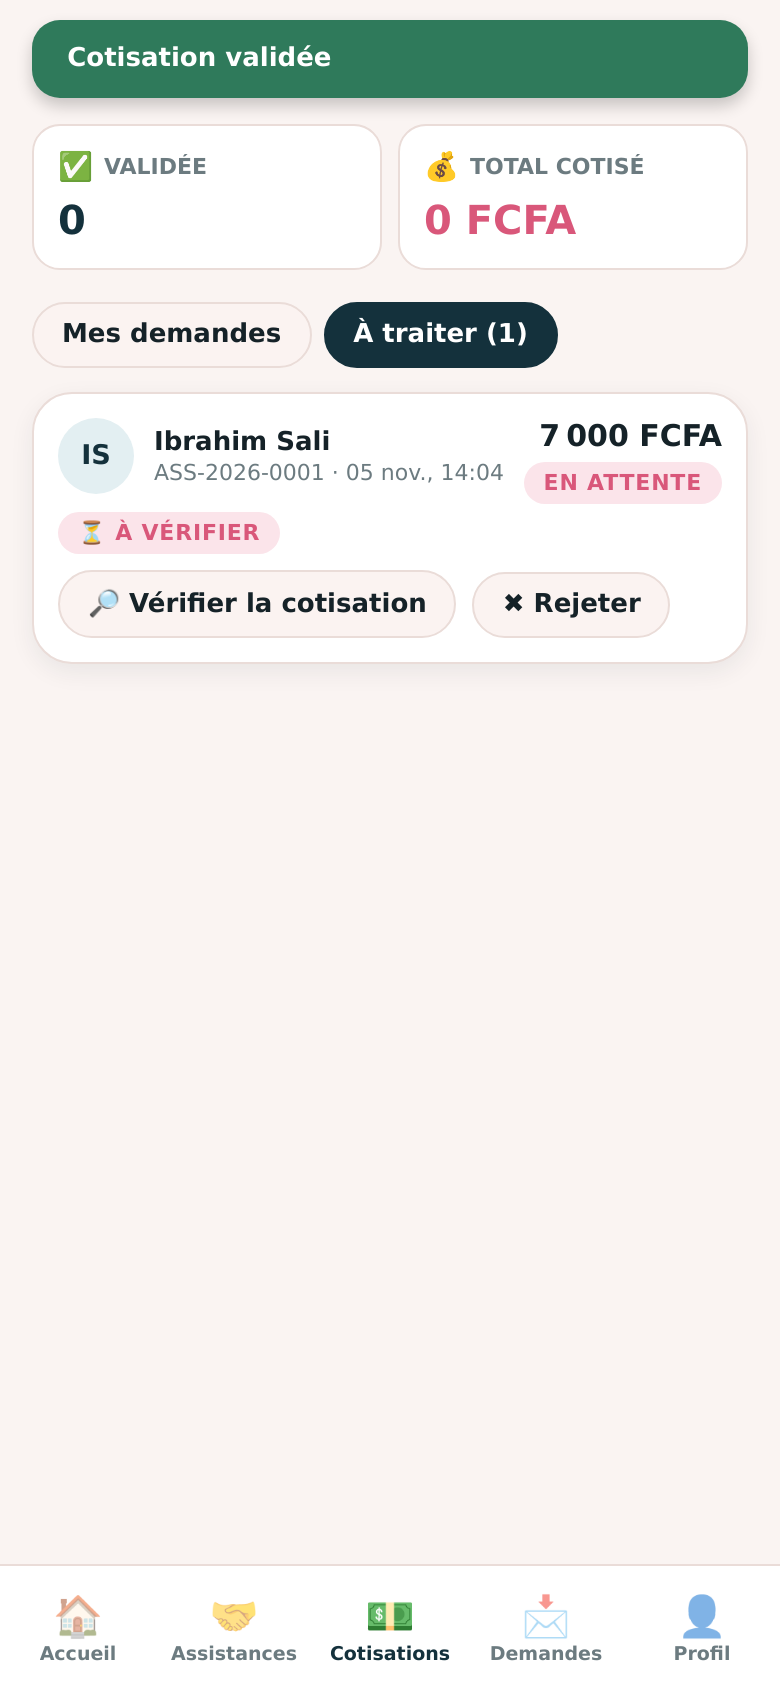 Cotisation validée
✅ VALIDÉE
0
💰 TOTAL COTISÉ
0 FCFA
Mes demandes
À traiter (1)
IS
Ibrahim Sali
ASS-2026-0001 · 05 nov., 14:04
7 000 FCFA
EN ATTENTE
⏳ À VÉRIFIER
🔎 Vérifier la cotisation
✖ Rejeter
Accueil
Assistances
Cotisations
Demandes
Profil